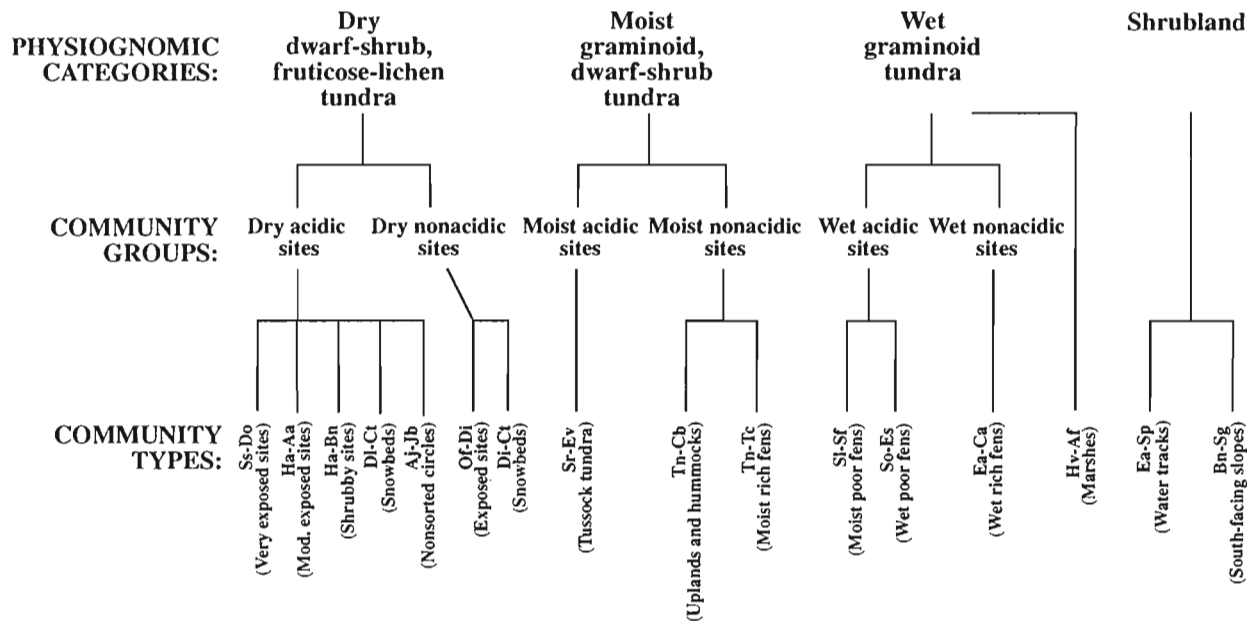 PHYSIOGNOMIC
CATEGORIES:
Dry
dwarf-shrub,
fruticose-lichen
tundra
Moist
graminoid,
dwarf-shrub
tundra
Wet
graminoid
tundra
Shrubland
COMMUNITY
GROUPS:
Dry acidic
sites
Dry nonacidic
sites
Moist acidic
sites
Moist nonacidic
sites
Wet acidic
sites
Wet nonacidic
sites
COMMUNITY
TYPES:
Ss-Do
(Very exposed sites)
Ha-Aa
(Mod. exposed sites)
Ha-Bn
(Shrubby sites)
Dl-Ct
(Snowbeds)
Aj-Jb
(Nonsorted circles)
Of-Di
(Exposed sites)
Di-Ct
(Snowbeds)
Sr-Ev
(Tussock tundra)
Tn-Cb
(Uplands and hummocks)
Tn-Tc
(Moist rich fens)
Sl-Sf
(Moist poor fens)
So-Es
(Wet poor fens)
Ea-Ca
(Wet rich fens)
Hv-Af
(Marshes)
Ea-Sp
(Water tracks)
Bn-Sg
(South-facing slopes)